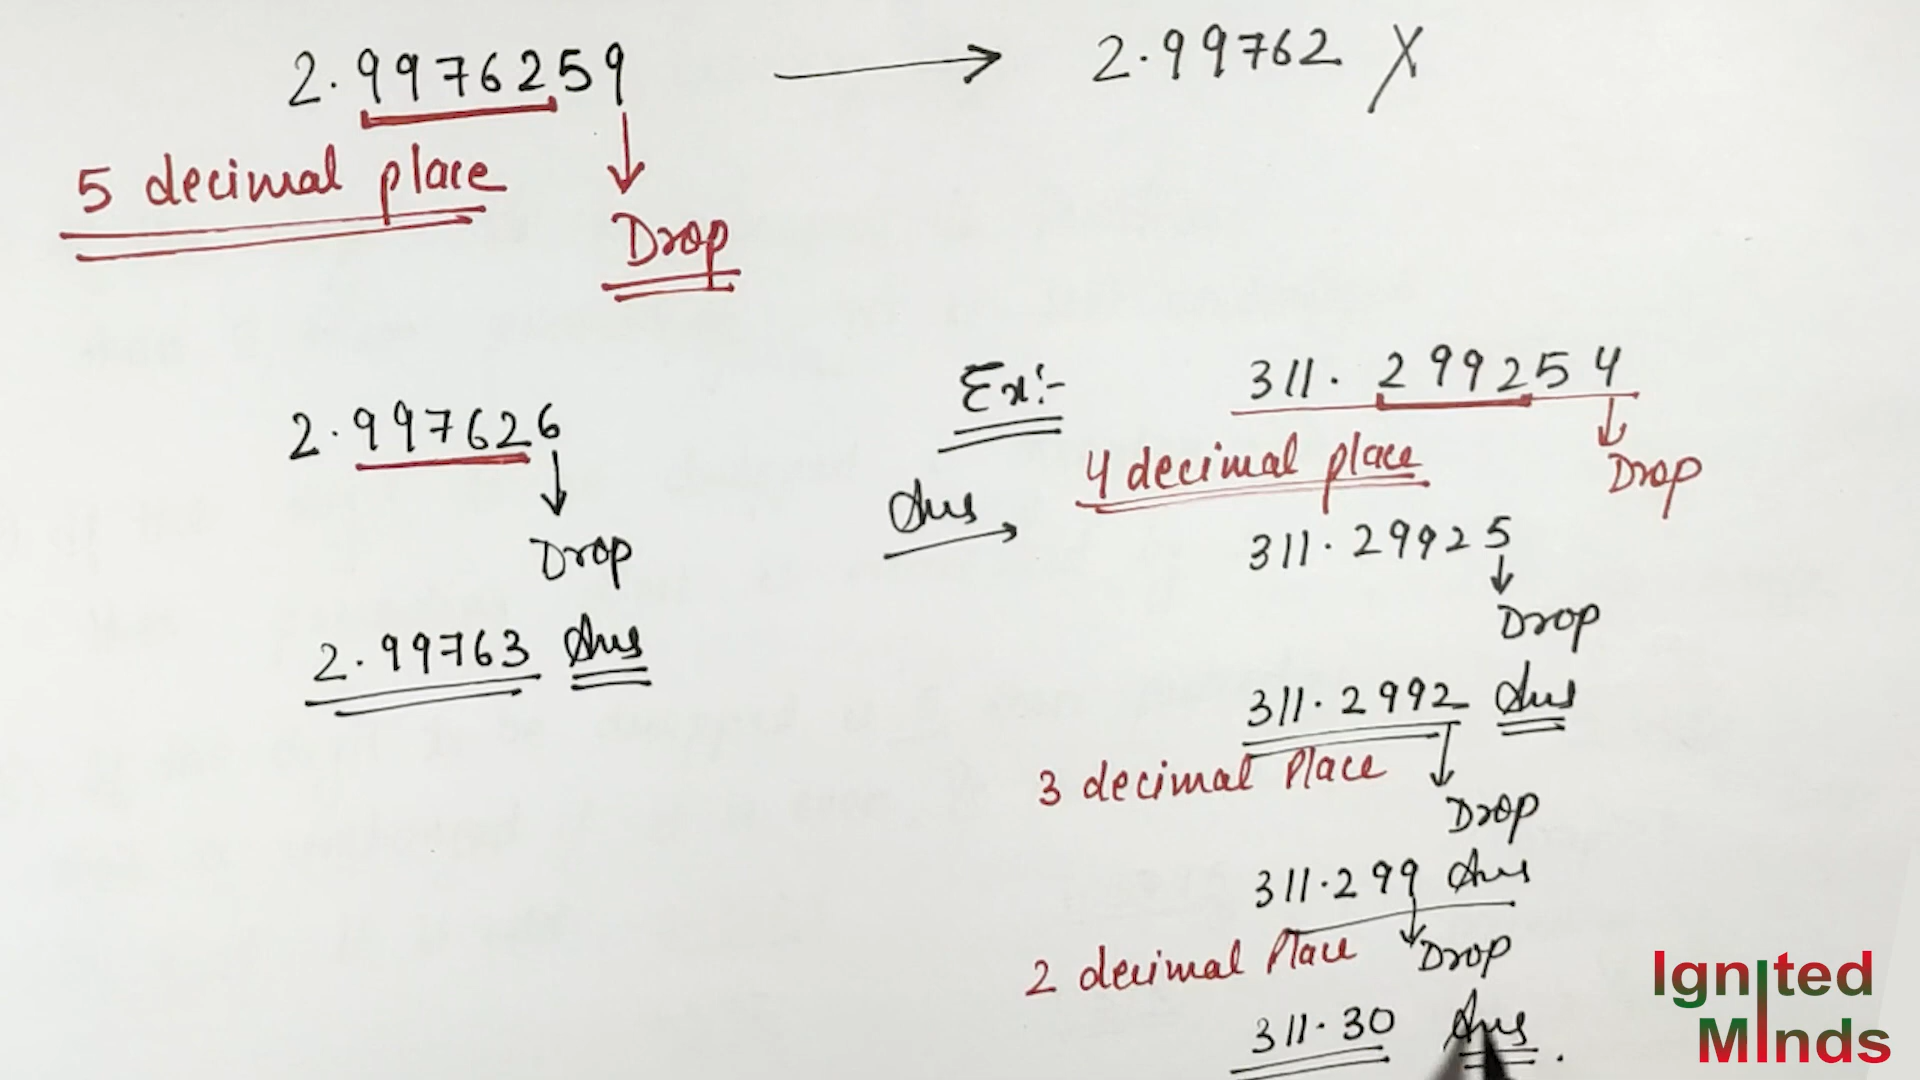 2.9976259 → 2.99762 X
5 decimal place
Drop
2.997626
Drop
2.99763 Ans
Ex:-
311.299254
4 decimal place
Drop
Ans →
311.29925
Drop
311.2992 Ans
3 decimal Place
Drop
311.299 Ans
2 decimal Place
Drop
311.30 Ans.
Ignited
Minds